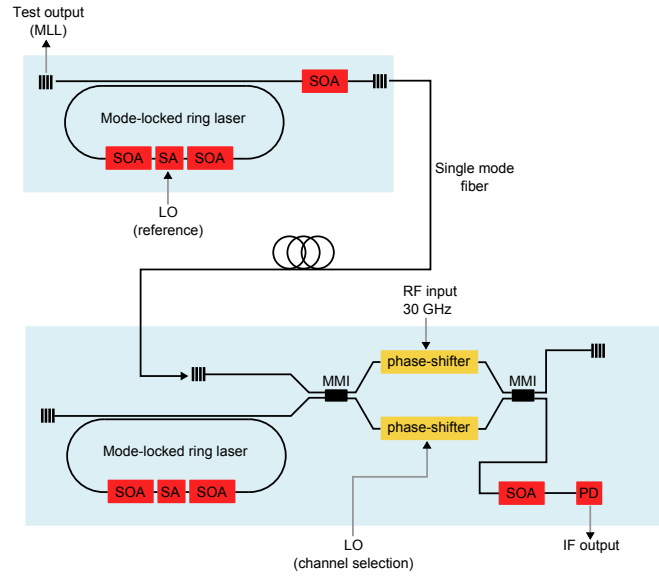 Test output
(MLL)
SOA
Mode-locked ring laser
SOA
SA
SOA
LO
(reference)
Single mode
fiber
RF input
30 GHz
phase-shifter
MMI
MMI
phase-shifter
Mode-locked ring laser
SOA
SA
SOA
SOA
PD
LO
(channel selection)
IF output